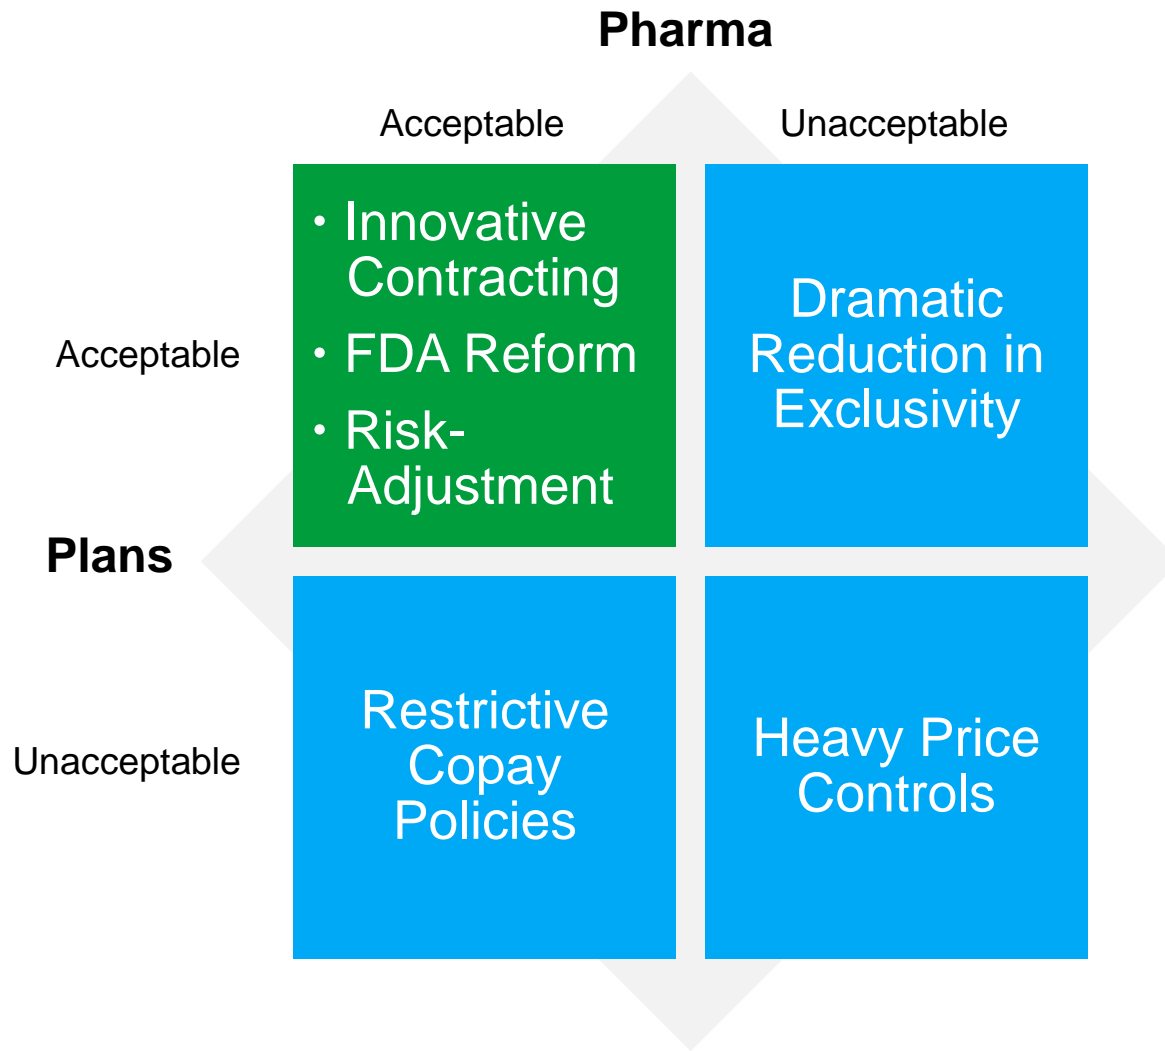 Pharma
Acceptable
Unacceptable
Acceptable
• Innovative
Contracting
• FDA Reform
• Risk-
Adjustment
Dramatic
Reduction in
Exclusivity
Plans
Unacceptable
Restrictive
Copay
Policies
Heavy Price
Controls